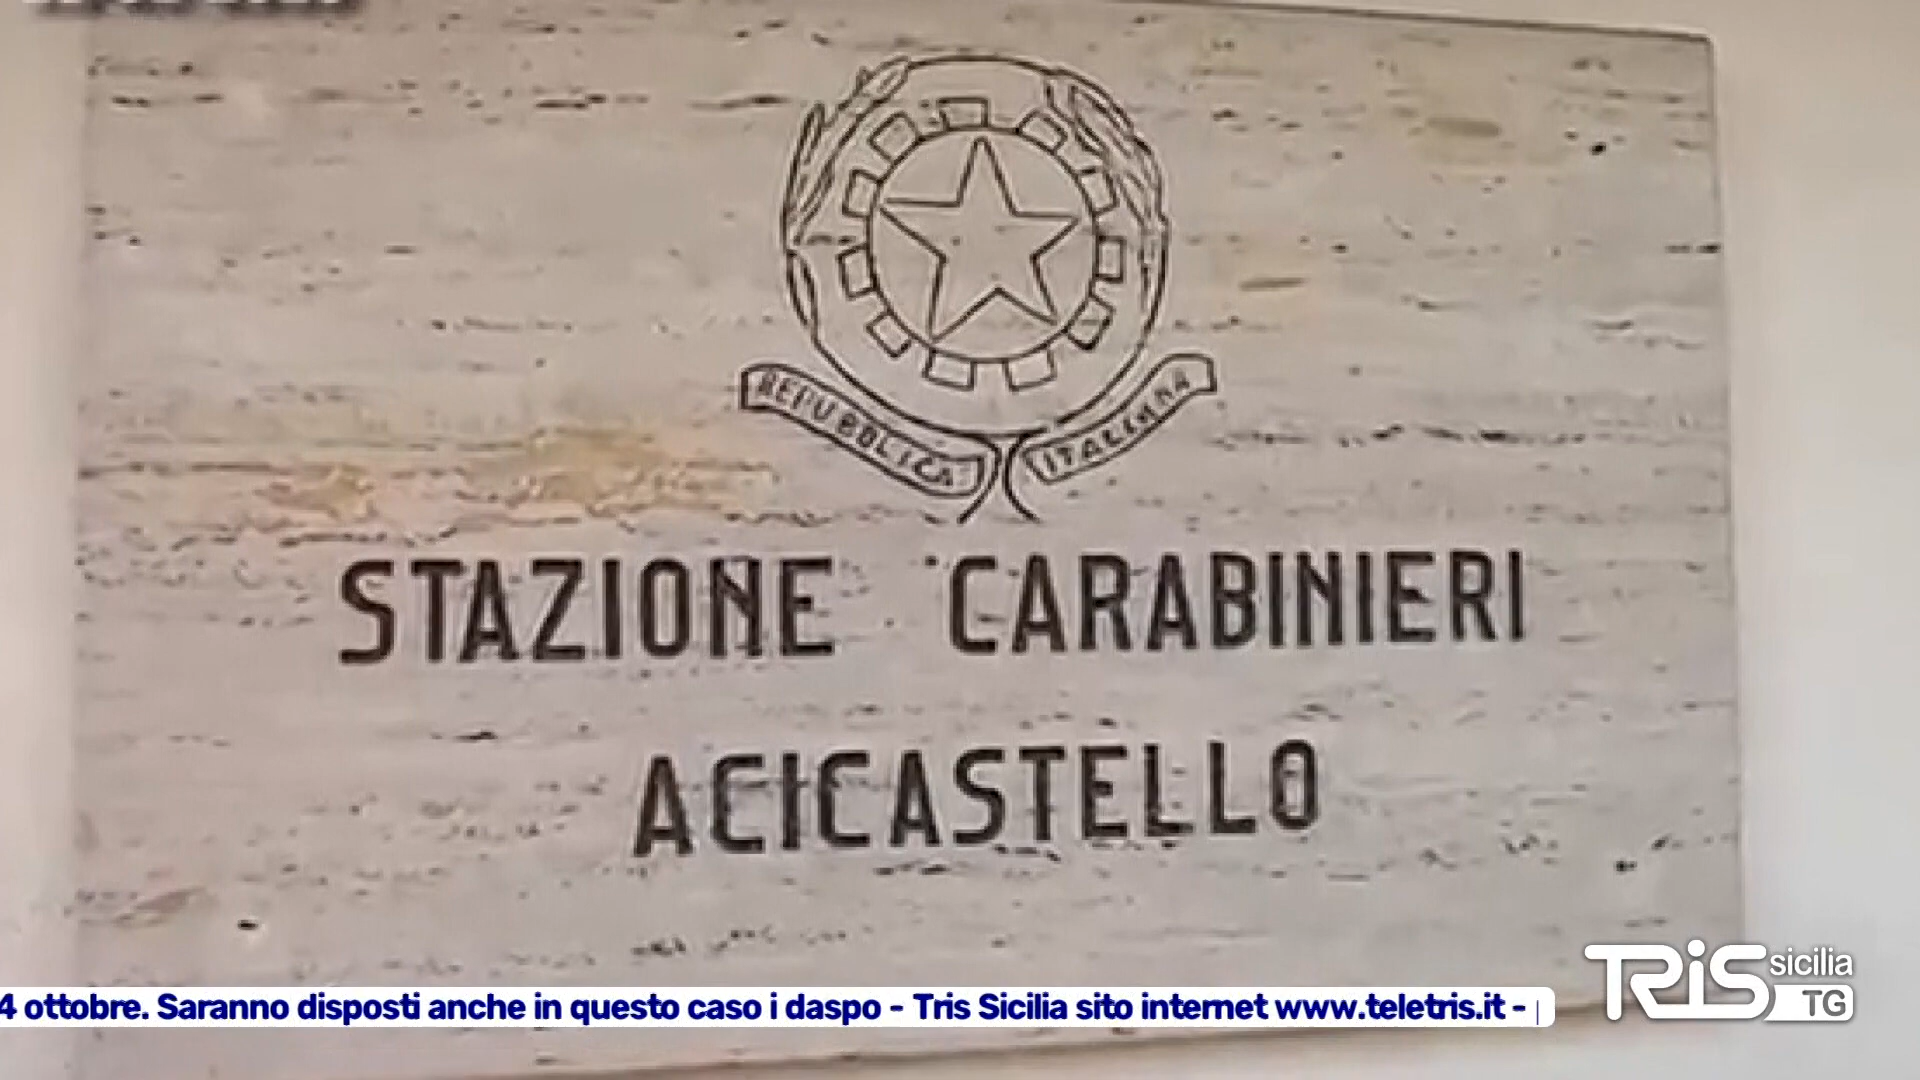 REPUBBLICA ITALIANA
STAZIONE CARABINIERI
ACICASTELLO
4 ottobre. Saranno disposti anche in questo caso i daspo - Tris Sicilia sito internet www.teletris.it -
TRiS sicilia
TG